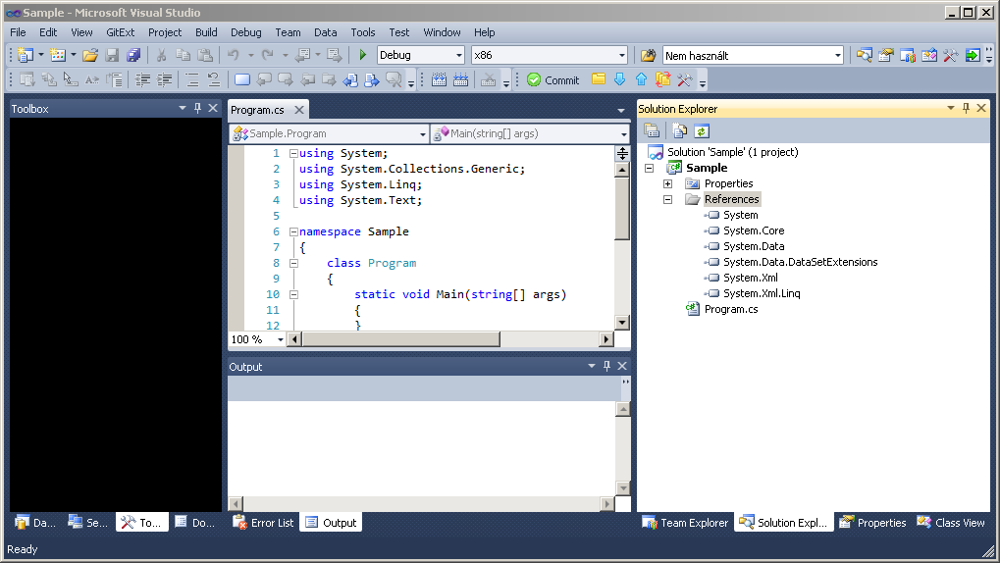 Sample - Microsoft Visual Studio
File Edit View GitExt Project Build Debug Team Data Tools Test Window Help
Debug x86 Nem használt
Commit
Toolbox
Program.cs
Sample.Program Main(string[] args)
1 using System;
2 using System.Collections.Generic;
3 using System.Linq;
4 using System.Text;
5
6 namespace Sample
7 {
8 class Program
9 {
10 static void Main(string[] args)
11 {
12 }
100 %
Output
Solution Explorer
Solution 'Sample' (1 project)
Sample
Properties
References
System
System.Core
System.Data
System.Data.DataSetExtensions
System.Xml
System.Xml.Linq
Program.cs
Da... Se... To... Do... Error List Output Team Explorer Solution Expl... Properties Class View
Ready